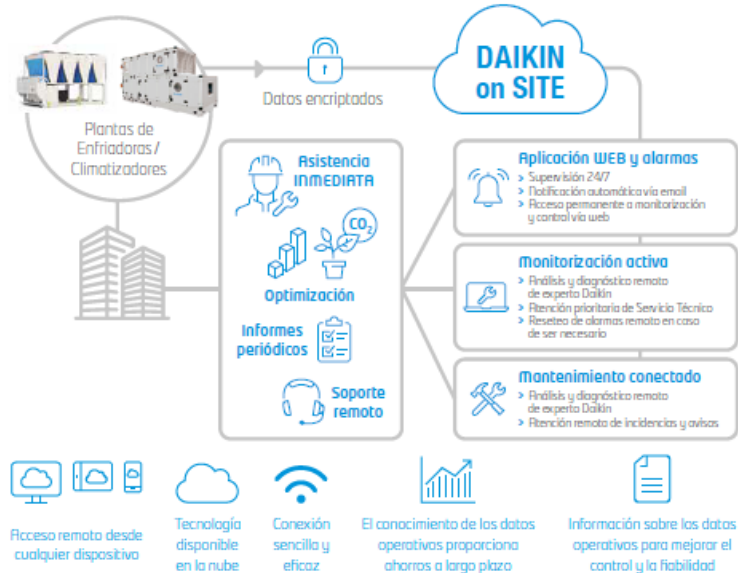 DAIKIN
on SITE
Datos encriptados
Plantas de
Enfriadoras/
Climatizadores
Asistencia
INMEDIATA
CO2
Optimización
Informes
periódicos
Soporte
remoto
Aplicación WEB y alarmas
> Supervisión 24/7
> Notificación automática vía email
> Acceso permanente a monitorización
y control vía web
Monitorización activa
> Análisis y diagnóstico remoto
de experto Daikin
> Atención prioritaria de Servicio Técnico
> Reseteo de alarmas remoto en caso
de ser necesario
Mantenimiento conectado
> Análisis y diagnóstico remoto
de experto Daikin
> Atención remota de incidencias y avisos
Acceso remoto desde
cualquier dispositivo
Tecnología
disponible
en la nube
Conexión
sencilla y
eficaz
El conocimiento de los datos
operativos proporciona
ahorros a largo plazo
Información sobre los datos
operativos para mejorar el
control y la fiabilidad